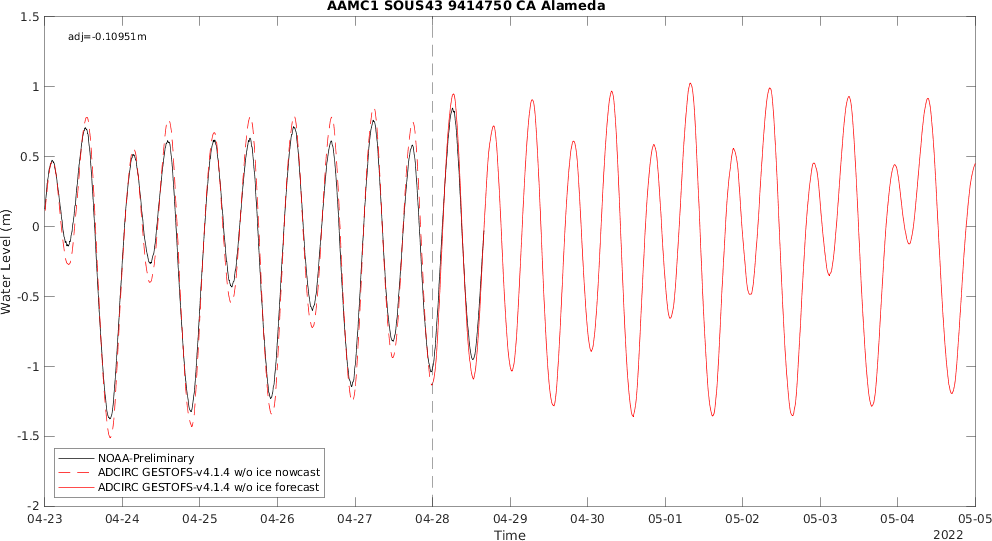 AAMC1 SOUS43 9414750 CA Alameda
1.5
adj=-0.10951m
1
0.5
0
-0.5
-1
-1.5
-2
Water Level (m)
NOAA-Preliminary
ADCIRC GESTOFS-v4.1.4 w/o ice nowcast
ADCIRC GESTOFS-v4.1.4 w/o ice forecast
04-23 04-24 04-25 04-26 04-27 04-28 04-29 04-30 05-01 05-02 05-03 05-04 05-05
Time
2022